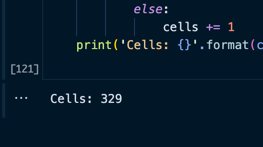 else:
cells += 1
print('Cells: {}'.format(c
[121]
... Cells: 329